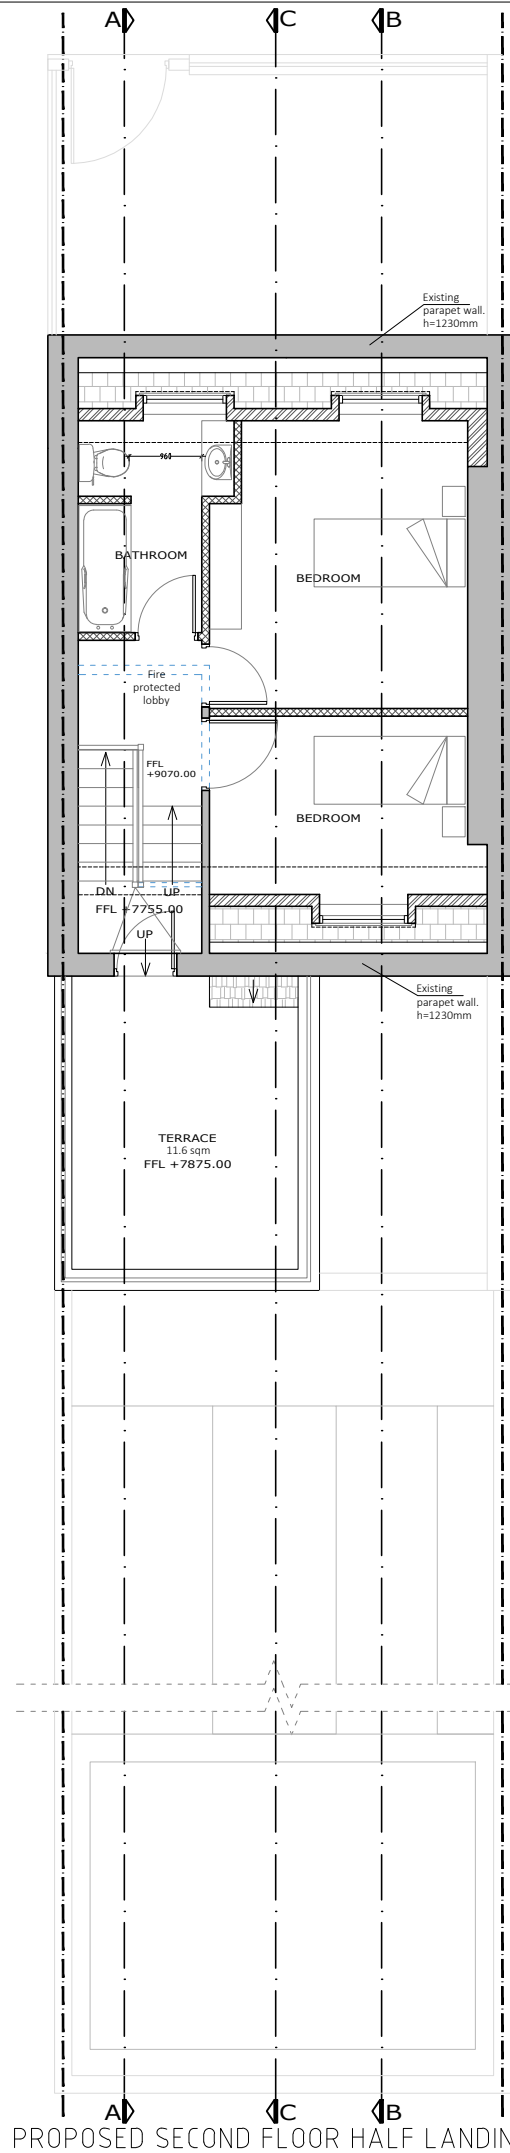 A C B
Existing
parapet wall.
h=1230mm
960
BATHROOM
BEDROOM
Fire
protected
lobby
FFL
+9070.00
BEDROOM
DN UP
FFL +7755.00
UP
Existing
parapet wall.
h=1230mm
TERRACE
11.6 sqm
FFL +7875.00
A C B
PROPOSED SECOND FLOOR HALF LANDIN